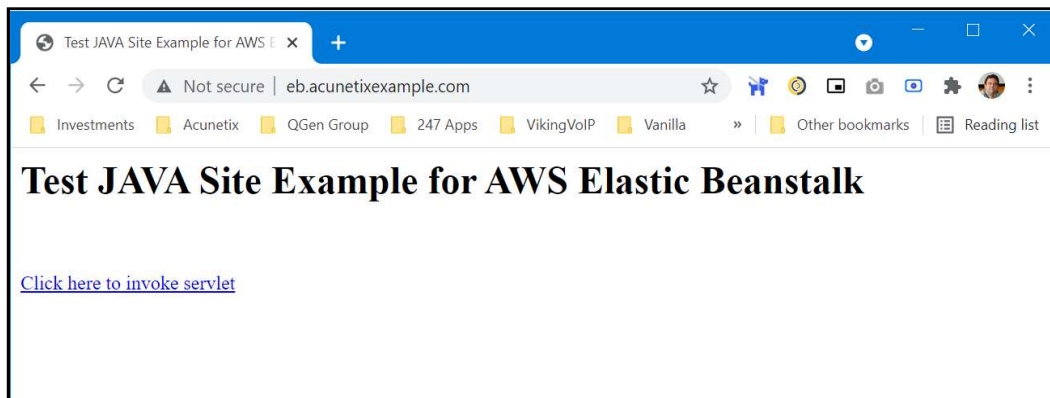 Test JAVA Site Example for AWS E
Not secure | eb.acunetixexample.com
Investments Acunetix QGen Group 247 Apps VikingVoIP Vanilla » Other bookmarks Reading list
Test JAVA Site Example for AWS Elastic Beanstalk
Click here to invoke servlet